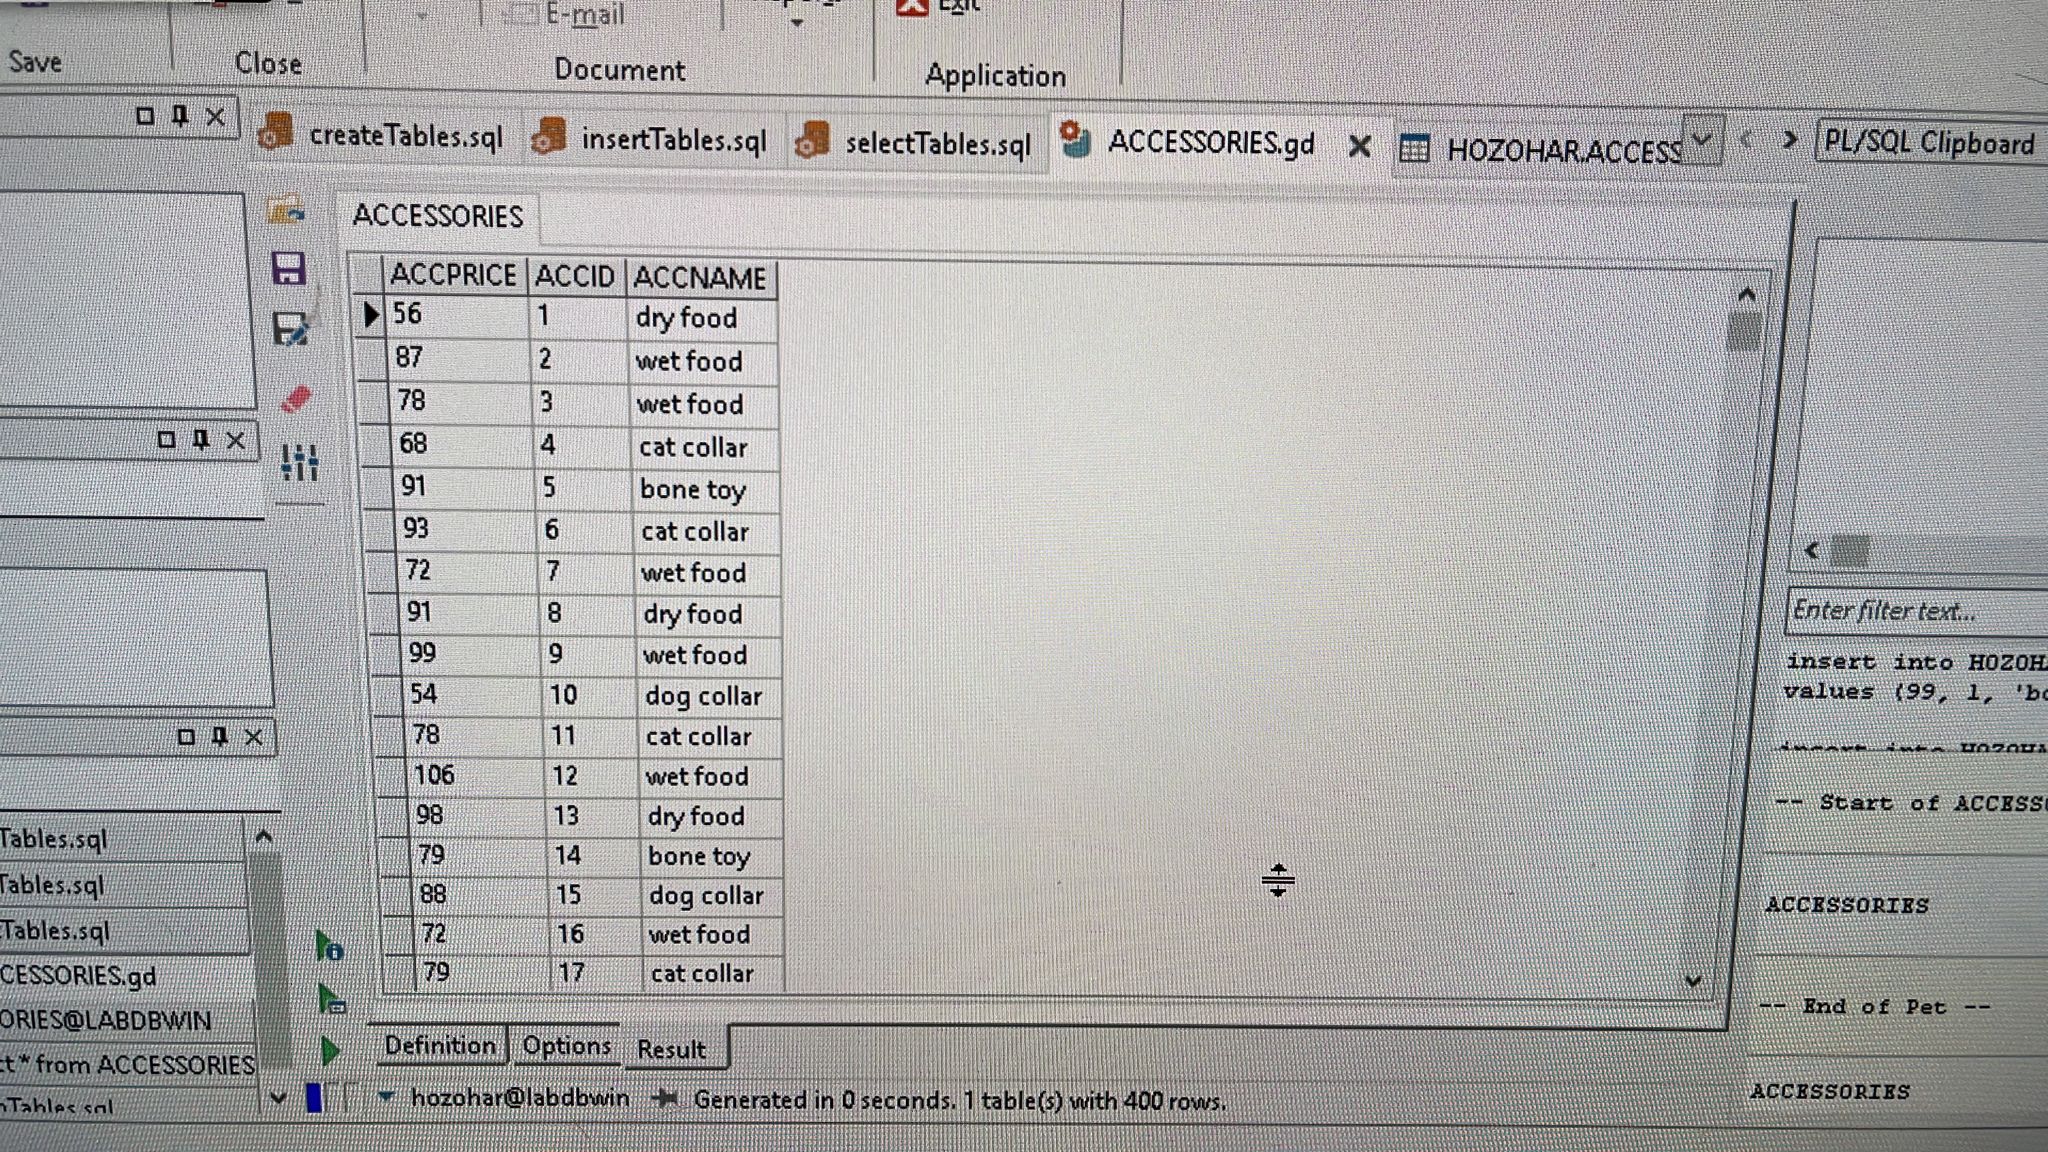 E-mail
Save
Close
Document
Application
createTables.sql
insertTables.sql
selectTables.sql
ACCESSORIES.gd
HOZOHAR.ACCESS
PL/SQL Clipboard
ACCESSORIES
ACCPRICE ACCID ACCNAME
56 1 dry food
87 2 wet food
78 3 wet food
68 4 cat collar
91 5 bone toy
93 6 cat collar
72 7 wet food
91 8 dry food
99 9 wet food
54 10 dog collar
78 11 cat collar
106 12 wet food
98 13 dry food
79 14 bone toy
88 15 dog collar
72 16 wet food
79 17 cat collar
Definition
Options
Result
hozohar@labdbwin
Generated in 0 seconds. 1 table(s) with 400 rows.
Tables.sql
Tables.sql
Tables.sql
CESSORIES.gd
ORIES@LABDBWIN
ct * from ACCESSORIES
Tables.sql
Enter filter text...
insert into HOZOH
values (99, 1, 'bo
-- Start of ACCESSO
ACCESSORIES
-- End of Pet --
ACCESSORIES